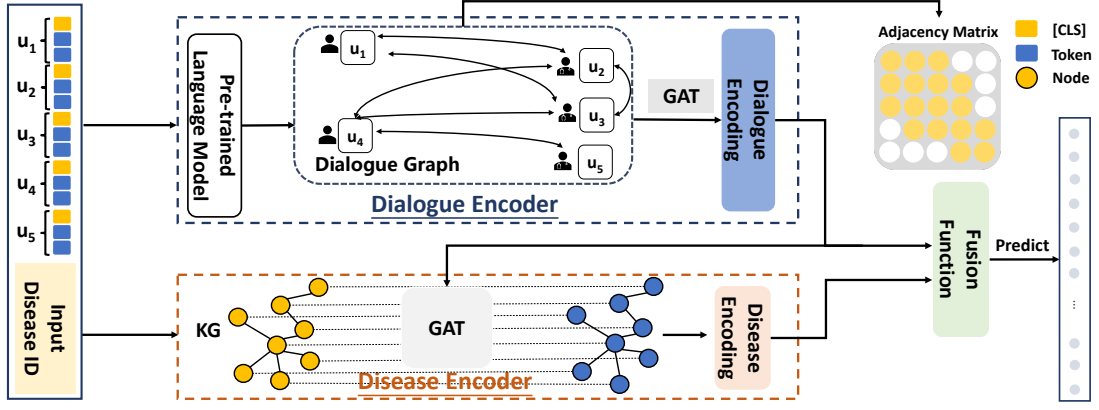 u1
u2
u3
u4
u5
Input
Disease ID
Pre-trained
Language Model
u1
u2
u3
u4
u5
Dialogue Graph
GAT
Dialogue
Encoding
Dialogue Encoder
Adjacency Matrix
[CLS]
Token
Node
KG
GAT
Disease
Encoding
Disease Encoder
Fusion
Function
Predict
...